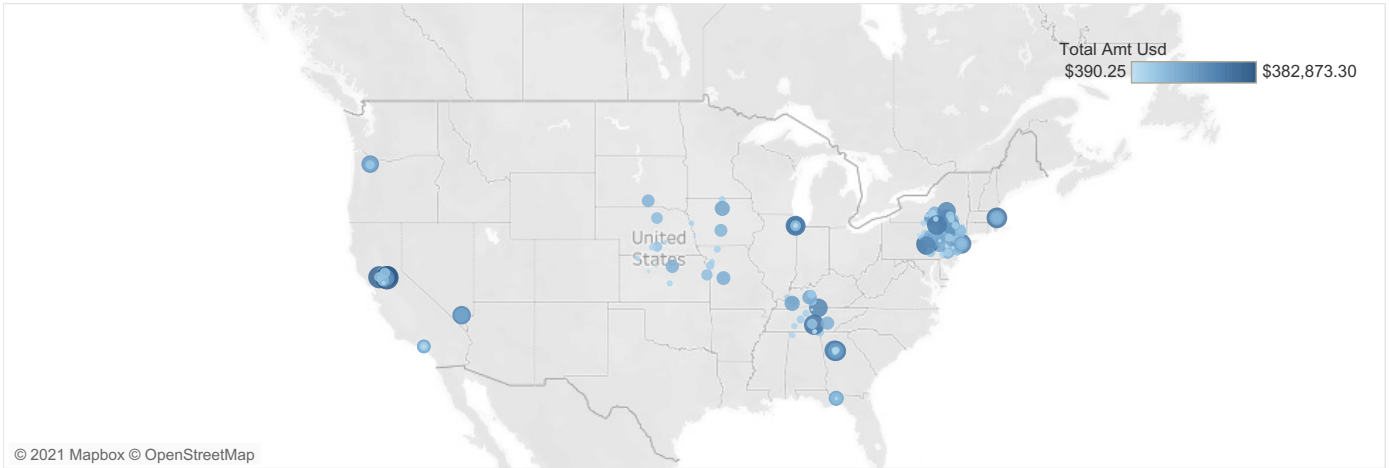 Total Amt Usd
$390.25 $382,873.30
United
States
© 2021 Mapbox © OpenStreetMap